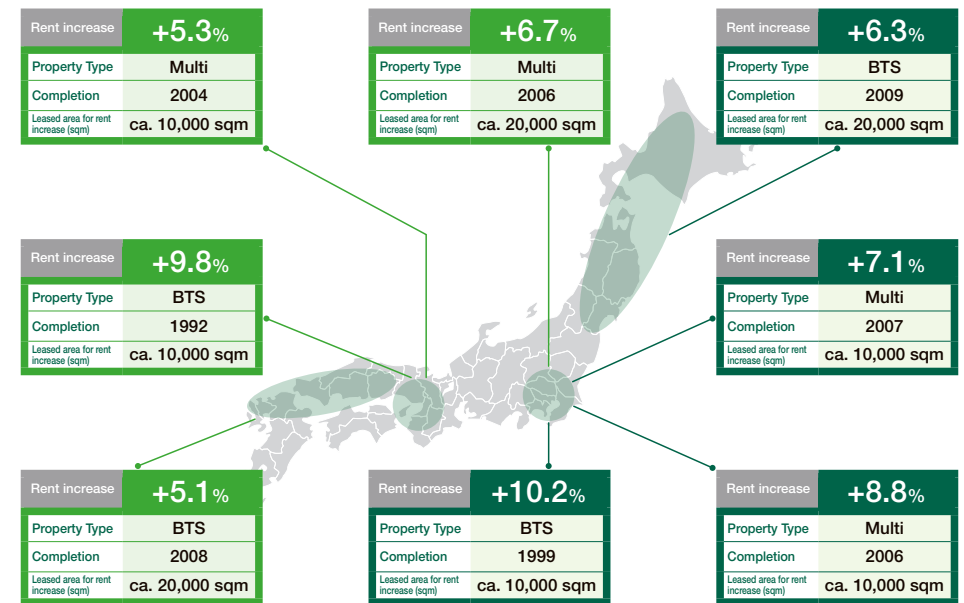 Rent increase +5.3%
Property Type Multi
Completion 2004
Leased area for rent
increase (sqm) ca. 10,000 sqm
Rent increase +6.7%
Property Type Multi
Completion 2006
Leased area for rent
increase (sqm) ca. 20,000 sqm
Rent increase +6.3%
Property Type BTS
Completion 2009
Leased area for rent
increase (sqm) ca. 20,000 sqm
Rent increase +9.8%
Property Type BTS
Completion 1992
Leased area for rent
increase (sqm) ca. 10,000 sqm
Rent increase +7.1%
Property Type Multi
Completion 2007
Leased area for rent
increase (sqm) ca. 10,000 sqm
Rent increase +5.1%
Property Type BTS
Completion 2008
Leased area for rent
increase (sqm) ca. 20,000 sqm
Rent increase +10.2%
Property Type BTS
Completion 1999
Leased area for rent
increase (sqm) ca. 10,000 sqm
Rent increase +8.8%
Property Type Multi
Completion 2006
Leased area for rent
increase (sqm) ca. 10,000 sqm